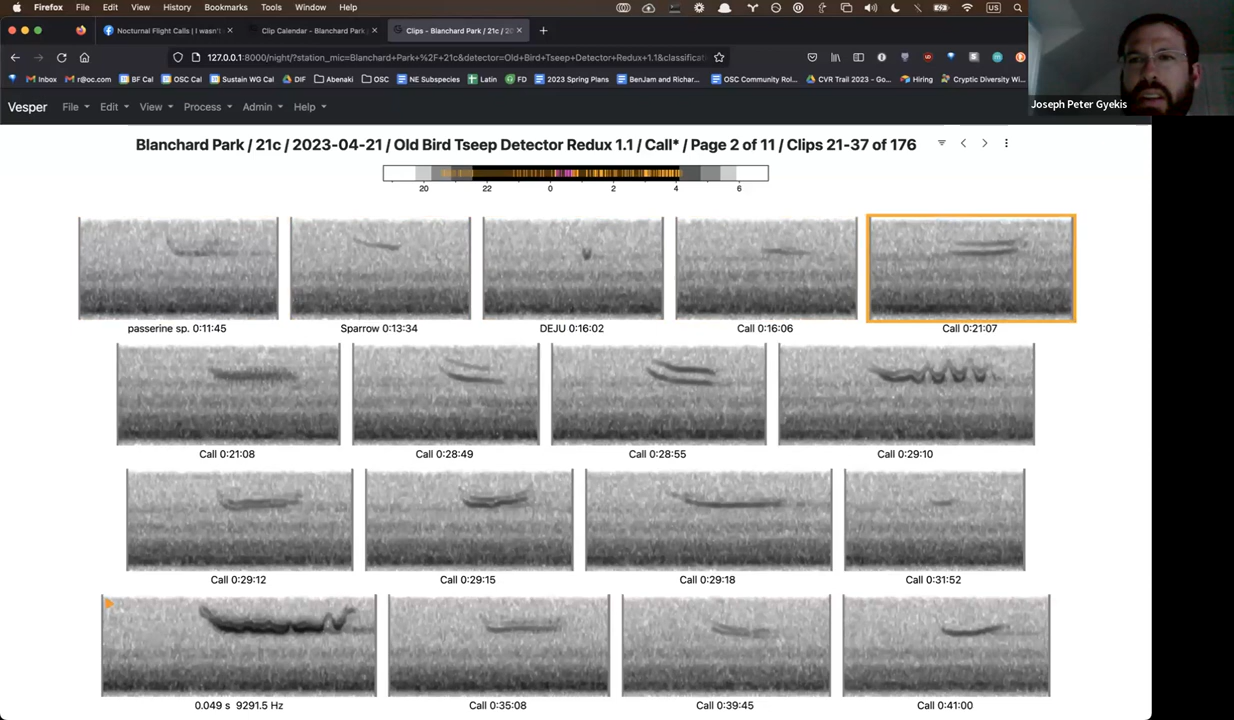 Firefox File Edit View History Bookmarks Tools Window Help US
Nocturnal Flight Calls | I wasn't
Clip Calendar - Blanchard Park
Clips - Blanchard Park / 21c / 20
127.0.0.1:8000/night/?station_mic=Blanchard+Park+%2F+21c&detector=Old+Bird+Tseep+Detector+Redux+1.1&classificati
Inbox r@oc.com BF Cal OSC Cal Sustain WG Cal DIF Abenaki OSC NE Subspecies Latin FD 2023 Spring Plans BenJam and Richar... OSC Community Rol... CVR Trail 2023 - Go... Hiring Cryptic Diversity Wi...
Joseph Peter Gyekis
Vesper File Edit View Process Admin Help
Blanchard Park / 21c / 2023-04-21 / Old Bird Tseep Detector Redux 1.1 / Call* / Page 2 of 11 / Clips 21-37 of 176
20 22 0 2 4 6
passerine sp. 0:11:45 Sparrow 0:13:34 DEJU 0:16:02 Call 0:16:06 Call 0:21:07
Call 0:21:08 Call 0:28:49 Call 0:28:55 Call 0:29:10
Call 0:29:12 Call 0:29:15 Call 0:29:18 Call 0:31:52
0.049 s 9291.5 Hz Call 0:35:08 Call 0:39:45 Call 0:41:00